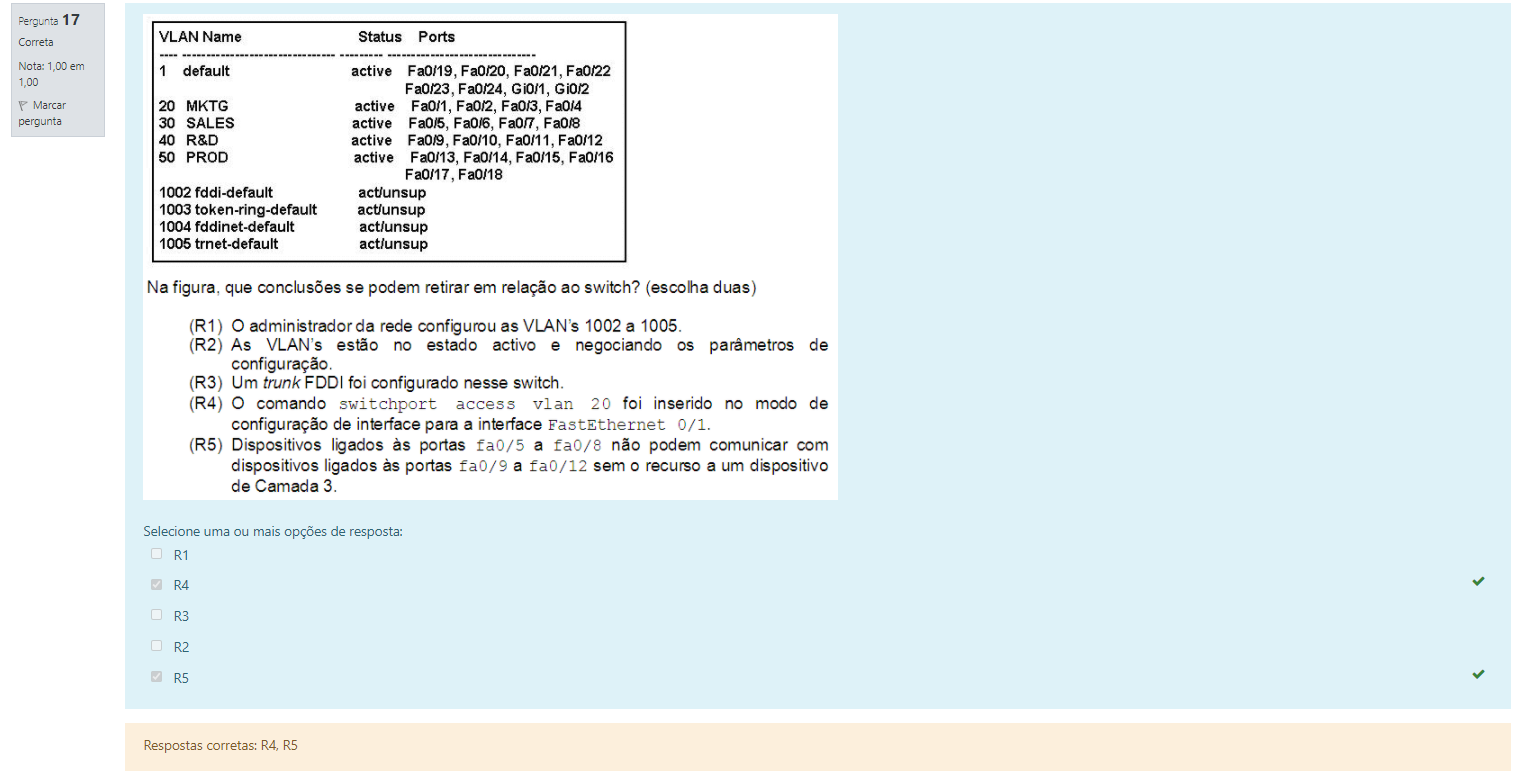 Pergunta 17
Correta
Nota: 1,00 em
1,00
Marcar
pergunta
VLAN Name Status Ports
---- -------------------------------- --------- -------------------------------
1 default active Fa0/19, Fa0/20, Fa0/21, Fa0/22
Fa0/23, Fa0/24, Gi0/1, Gi0/2
20 MKTG active Fa0/1, Fa0/2, Fa0/3, Fa0/4
30 SALES active Fa0/5, Fa0/6, Fa0/7, Fa0/8
40 R&D active Fa0/9, Fa0/10, Fa0/11, Fa0/12
50 PROD active Fa0/13, Fa0/14, Fa0/15, Fa0/16
Fa0/17, Fa0/18
1002 fddi-default act/unsup
1003 token-ring-default act/unsup
1004 fddinet-default act/unsup
1005 trnet-default act/unsup
Na figura, que conclusões se podem retirar em relação ao switch? (escolha duas)
(R1) O administrador da rede configurou as VLAN's 1002 a 1005.
(R2) As VLAN's estão no estado activo e negociando os parâmetros de
configuração.
(R3) Um trunk FDDI foi configurado nesse switch.
(R4) O comando switchport access vlan 20 foi inserido no modo de
configuração de interface para a interface FastEthernet 0/1.
(R5) Dispositivos ligados às portas fa0/5 a fa0/8 não podem comunicar com
dispositivos ligados às portas fa0/9 a fa0/12 sem o recurso a um dispositivo
de Camada 3.
Selecione uma ou mais opções de resposta:
R1
R4
R3
R2
R5
Respostas corretas: R4, R5